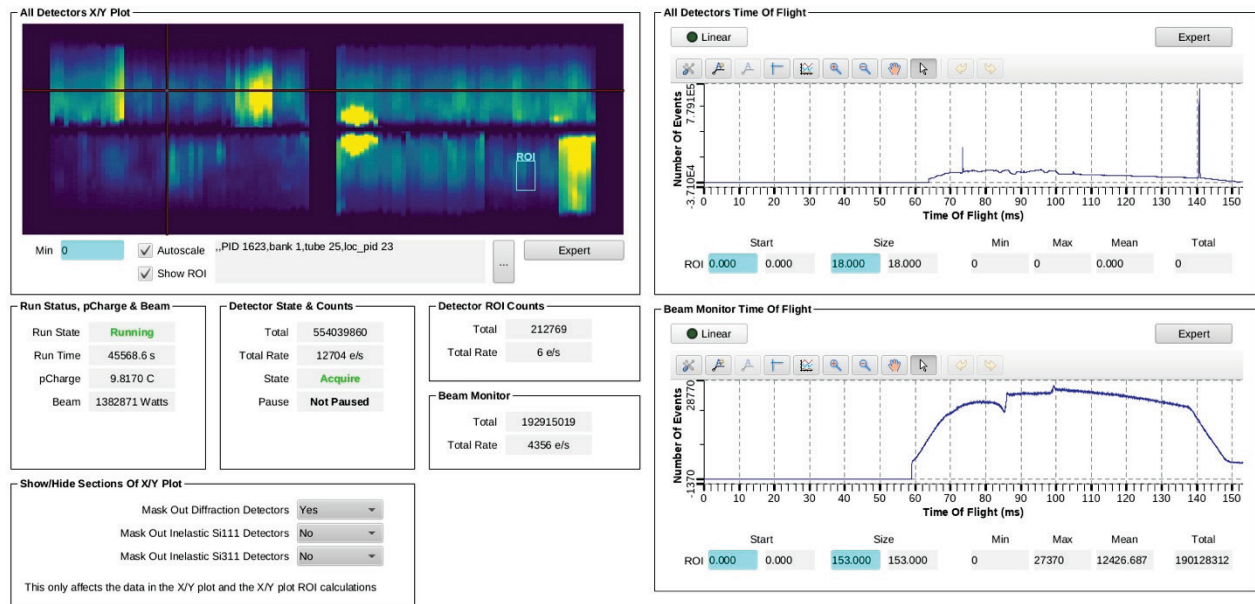 All Detectors X/Y Plot
ROI
Min 0 Autoscale ,,PID 1623,bank 1,tube 25,loc_pid 23 ... Expert
Show ROI
Run Status, pCharge & Beam
Run State Running
Run Time 45568.6 s
pCharge 9.8170 C
Beam 1382871 Watts
Detector State & Counts
Total 554039860
Total Rate 12704 e/s
State Acquire
Pause Not Paused
Detector ROI Counts
Total 212769
Total Rate 6 e/s
Beam Monitor
Total 192915019
Total Rate 4356 e/s
Show/Hide Sections Of X/Y Plot
Mask Out Diffraction Detectors Yes
Mask Out Inelastic Si111 Detectors No
Mask Out Inelastic Si311 Detectors No
This only affects the data in the X/Y plot and the X/Y plot ROI calculations
All Detectors Time Of Flight
Linear Expert
Number Of Events
7.791E5
-3.710E4
0 10 20 30 40 50 60 70 80 90 100 110 120 130 140 150
Time Of Flight (ms)
Start Size Min Max Mean Total
ROI 0.000 0.000 18.000 18.000 0 0 0.000 0
Beam Monitor Time Of Flight
Linear Expert
Number Of Events
28770
-1370
0 10 20 30 40 50 60 70 80 90 100 110 120 130 140 150
Time Of Flight (ms)
Start Size Min Max Mean Total
ROI 0.000 0.000 153.000 153.000 0 27370 12426.687 190128312